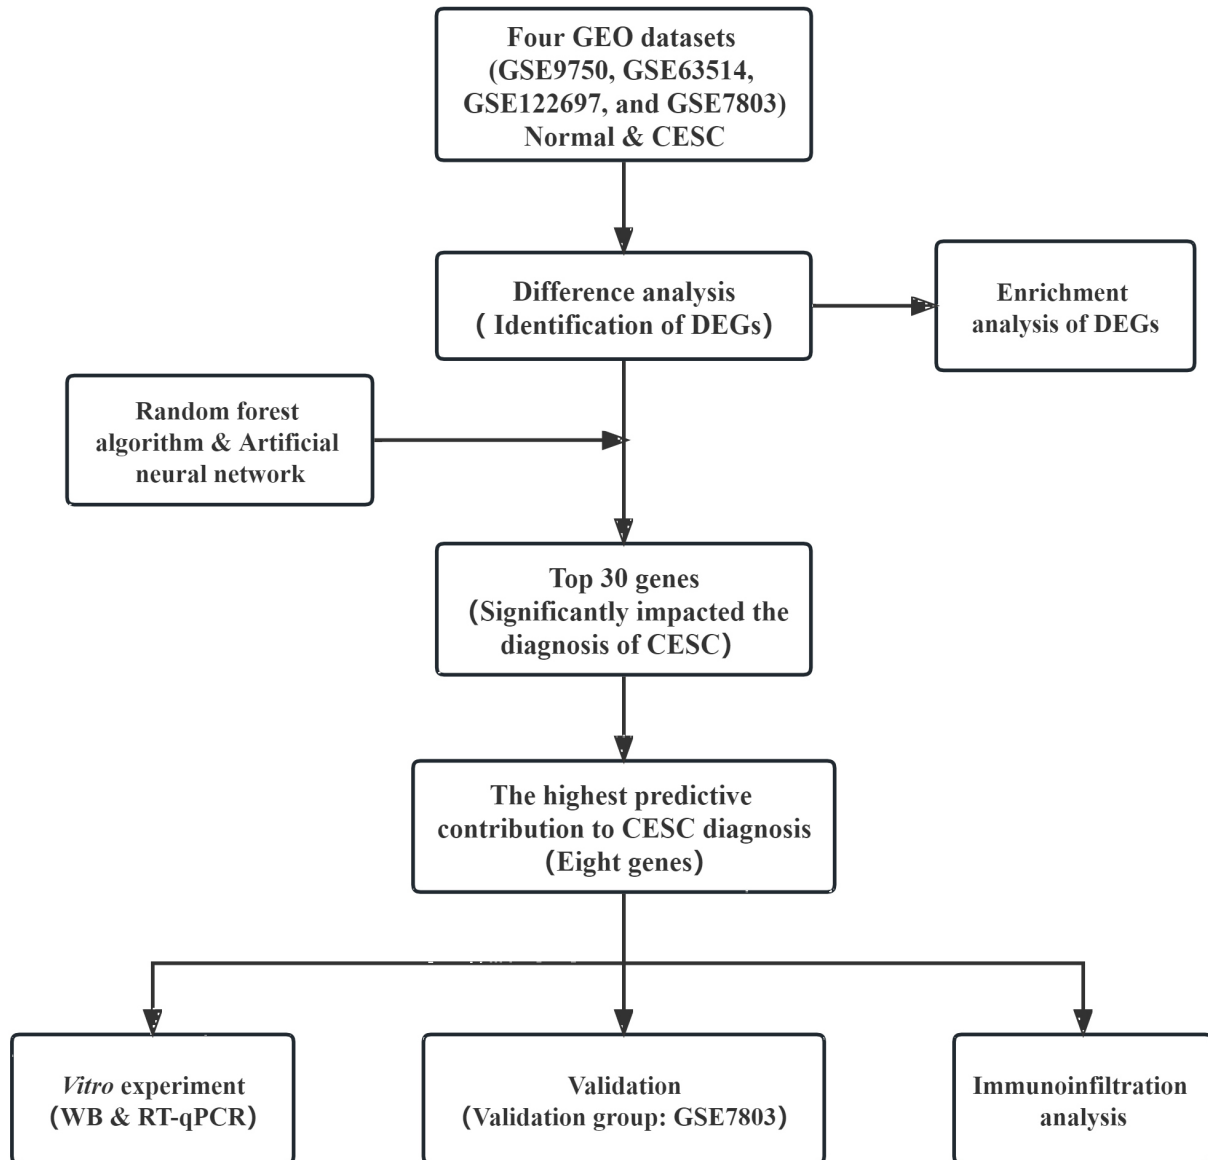 Four GEO datasets
(GSE9750, GSE63514,
GSE122697, and GSE7803)
Normal & CESC
Difference analysis
( Identification of DEGs)
Enrichment
analysis of DEGs
Random forest
algorithm & Artificial
neural network
Top 30 genes
(Significantly impacted the
diagnosis of CESC)
The highest predictive
contribution to CESC diagnosis
(Eight genes)
Vitro experiment
(WB & RT-qPCR)
Validation
(Validation group: GSE7803)
Immunoinfiltration
analysis